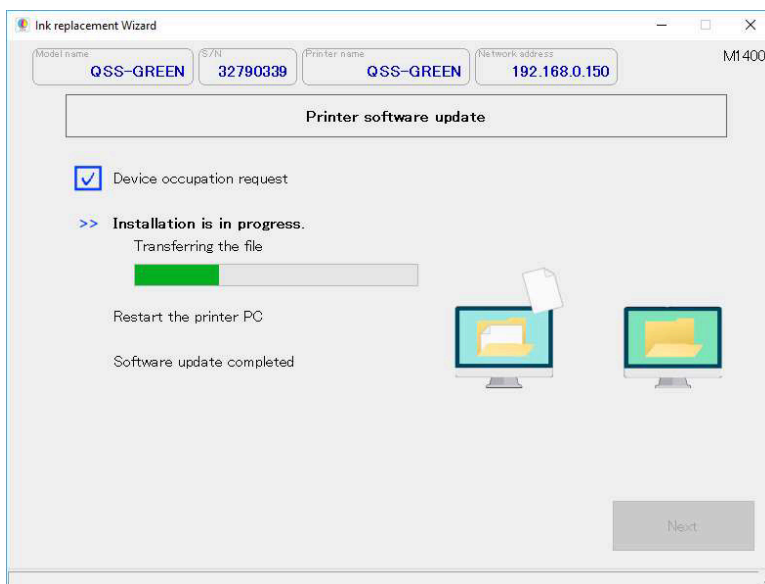 Ink replacement Wizard
Model name S/N Printer name Network address
QSS-GREEN 32790339 QSS-GREEN 192.168.0.150 M1400
Printer software update
Device occupation request
>> Installation is in progress.
Transferring the file
Restart the printer PC
Software update completed
Next